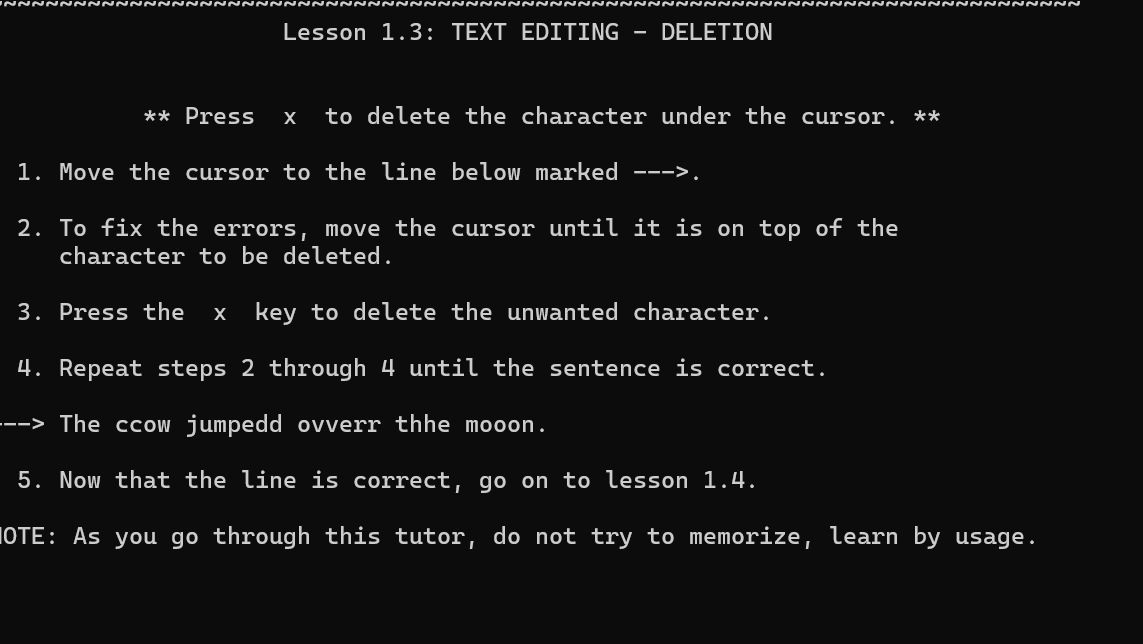 Lesson 1.3: TEXT EDITING - DELETION
** Press  x  to delete the character under the cursor. **
1. Move the cursor to the line below marked --->.
2. To fix the errors, move the cursor until it is on top of the
character to be deleted.
3. Press the  x  key to delete the unwanted character.
4. Repeat steps 2 through 4 until the sentence is correct.
---> The ccow jumpedd ovverr thhe mooon.
5. Now that the line is correct, go on to lesson 1.4.
NOTE: As you go through this tutor, do not try to memorize, learn by usage.